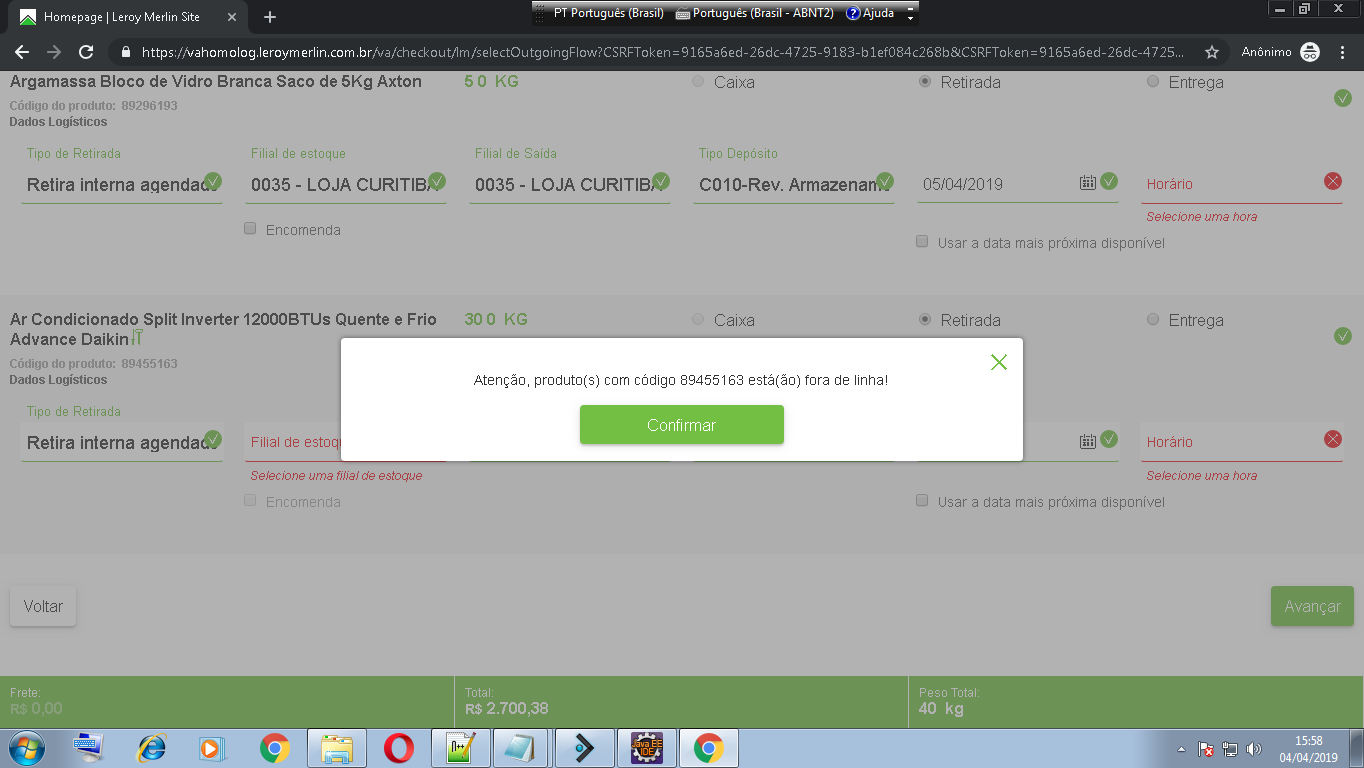 Homepage | Leroy Merlin Site
PT Português (Brasil) Português (Brasil - ABNT2) Ajuda
https://vahomolog.leroymerlin.com.br/va/checkout/lm/selectOutgoingFlow?CSRFToken=9165a6ed-26dc-4725-9183-b1ef084c268b&CSRFToken=9165a6ed-26dc-4725...
Anônimo
Argamassa Bloco de Vidro Branca Saco de 5Kg Axton
5 0 KG
Caixa
Retirada
Entrega
Código do produto: 89296193
Dados Logísticos
Tipo de Retirada
Filial de estoque
Filial de Saída
Tipo Depósito
Retira interna agendada
0035 - LOJA CURITIBA
0035 - LOJA CURITIBA
C010-Rev. Armazename
05/04/2019
Horário
Selecione uma hora
Encomenda
Usar a data mais próxima disponível
Ar Condicionado Split Inverter 12000BTUs Quente e Frio
Advance Daikin
30 0 KG
Caixa
Retirada
Entrega
Código do produto: 89455163
Dados Logísticos
Atenção, produto(s) com código 89455163 está(ão) fora de linha!
Confirmar
Tipo de Retirada
Retira interna agendada
Filial de estoqu
Horário
Selecione uma filial de estoque
Selecione uma hora
Encomenda
Usar a data mais próxima disponível
Voltar
Avançar
Frete:
R$ 0,00
Total:
R$ 2.700,38
Peso Total:
40 kg
Java EE
IDE
15:58
04/04/2019